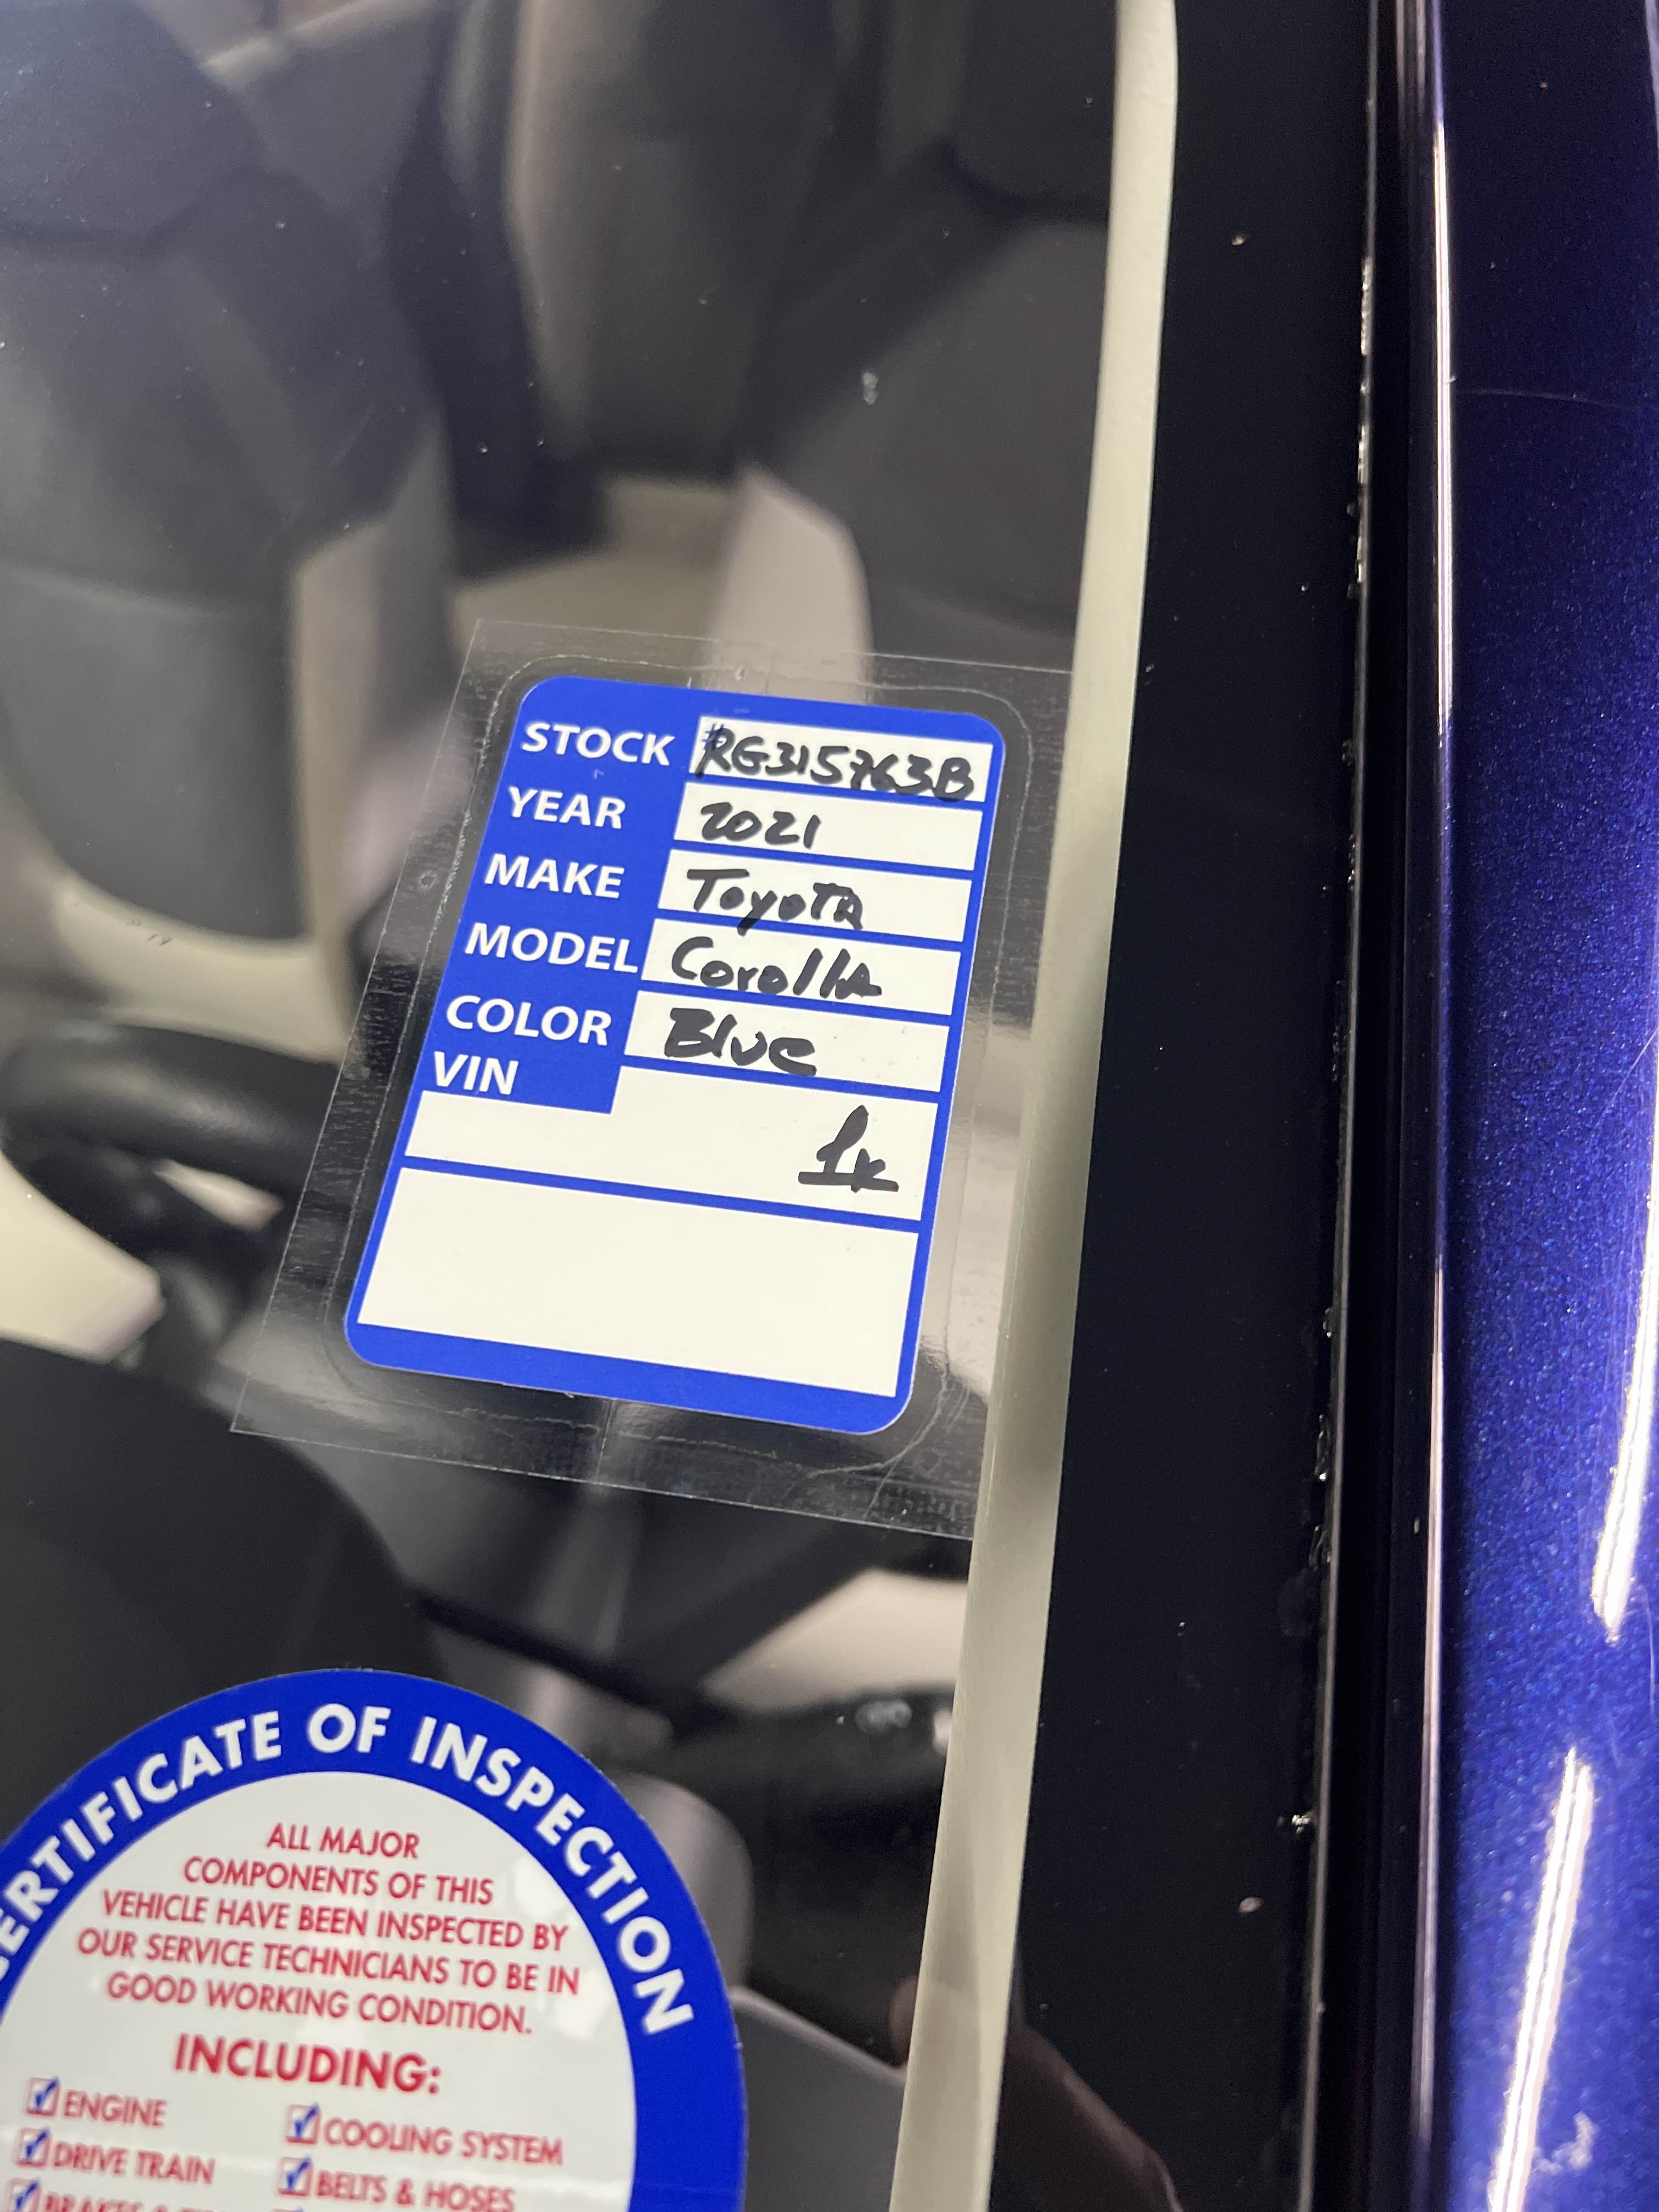 STOCK #RG315763B
YEAR 2021
MAKE Toyota
MODEL Corolla
COLOR Blue
VIN
1k
CERTIFICATE OF INSPECTION
ALL MAJOR
COMPONENTS OF THIS
VEHICLE HAVE BEEN INSPECTED BY
OUR SERVICE TECHNICIANS TO BE IN
GOOD WORKING CONDITION.
INCLUDING:
ENGINE
COOLING SYSTEM
DRIVE TRAIN
BELTS & HOSES
BRAKES &